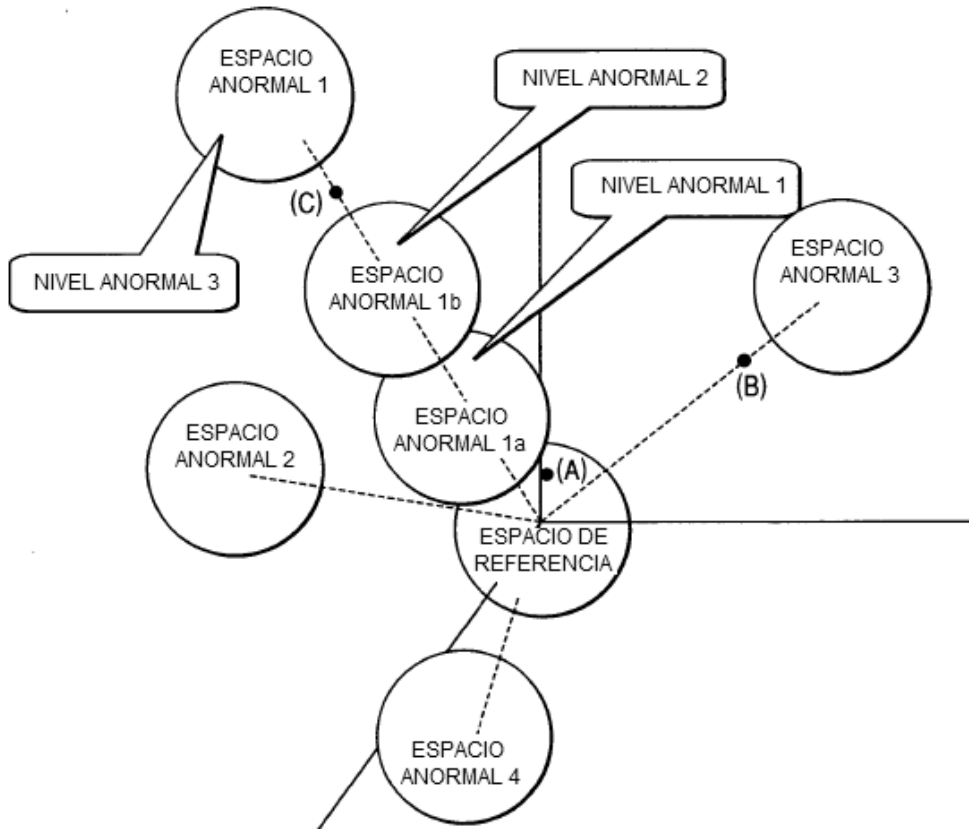 ESPACIO
ANORMAL 1
NIVEL ANORMAL 2
NIVEL ANORMAL 1
(C)
NIVEL ANORMAL 3
ESPACIO
ANORMAL 1b
ESPACIO
ANORMAL 3
(B)
ESPACIO
ANORMAL 2
ESPACIO
ANORMAL 1a
(A)
ESPACIO DE
REFERENCIA
ESPACIO
ANORMAL 4